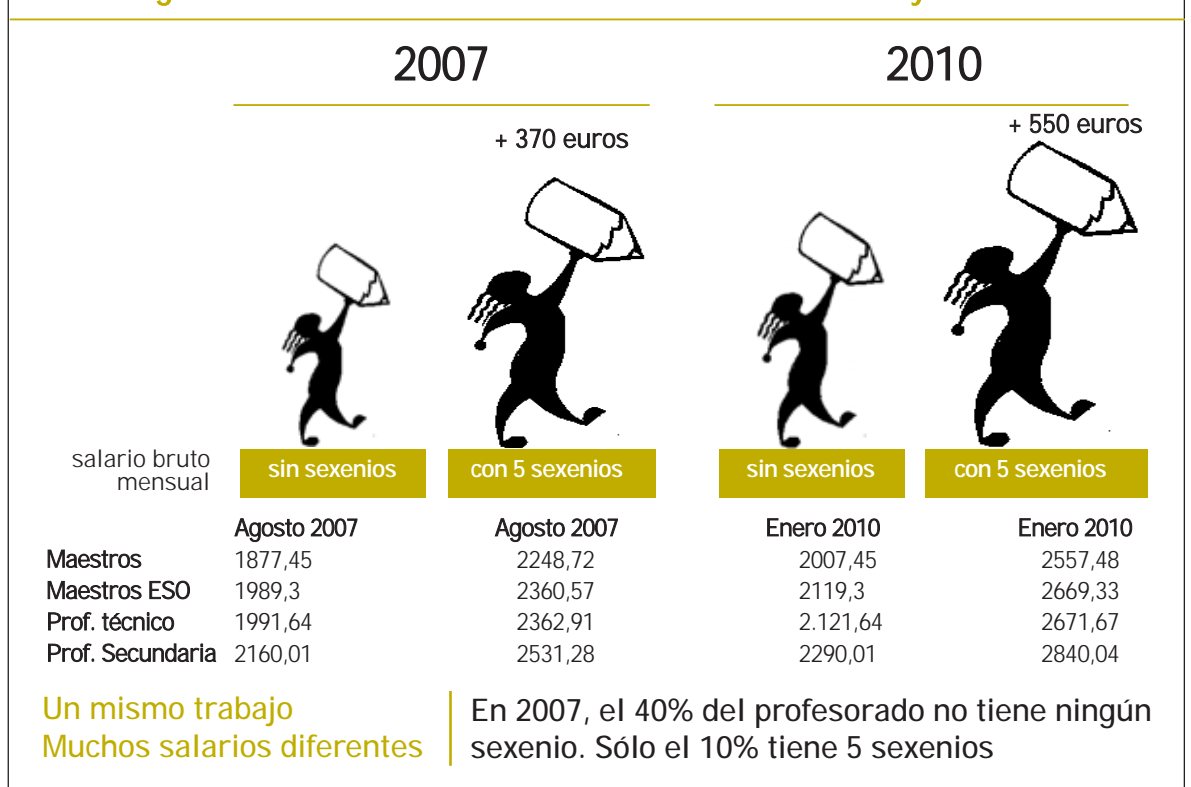 2007 2010
+ 370 euros + 550 euros
salario bruto mensual
sin sexenios con 5 sexenios sin sexenios con 5 sexenios
Agosto 2007 Agosto 2007 Enero 2010 Enero 2010
Maestros 1877,45 2248,72 2007,45 2557,48
Maestros ESO 1989,3 2360,57 2119,3 2669,33
Prof. técnico 1991,64 2362,91 2.121,64 2671,67
Prof. Secundaria 2160,01 2531,28 2290,01 2840,04
Un mismo trabajo
Muchos salarios diferentes
En 2007, el 40% del profesorado no tiene ningún
sexenio. Sólo el 10% tiene 5 sexenios